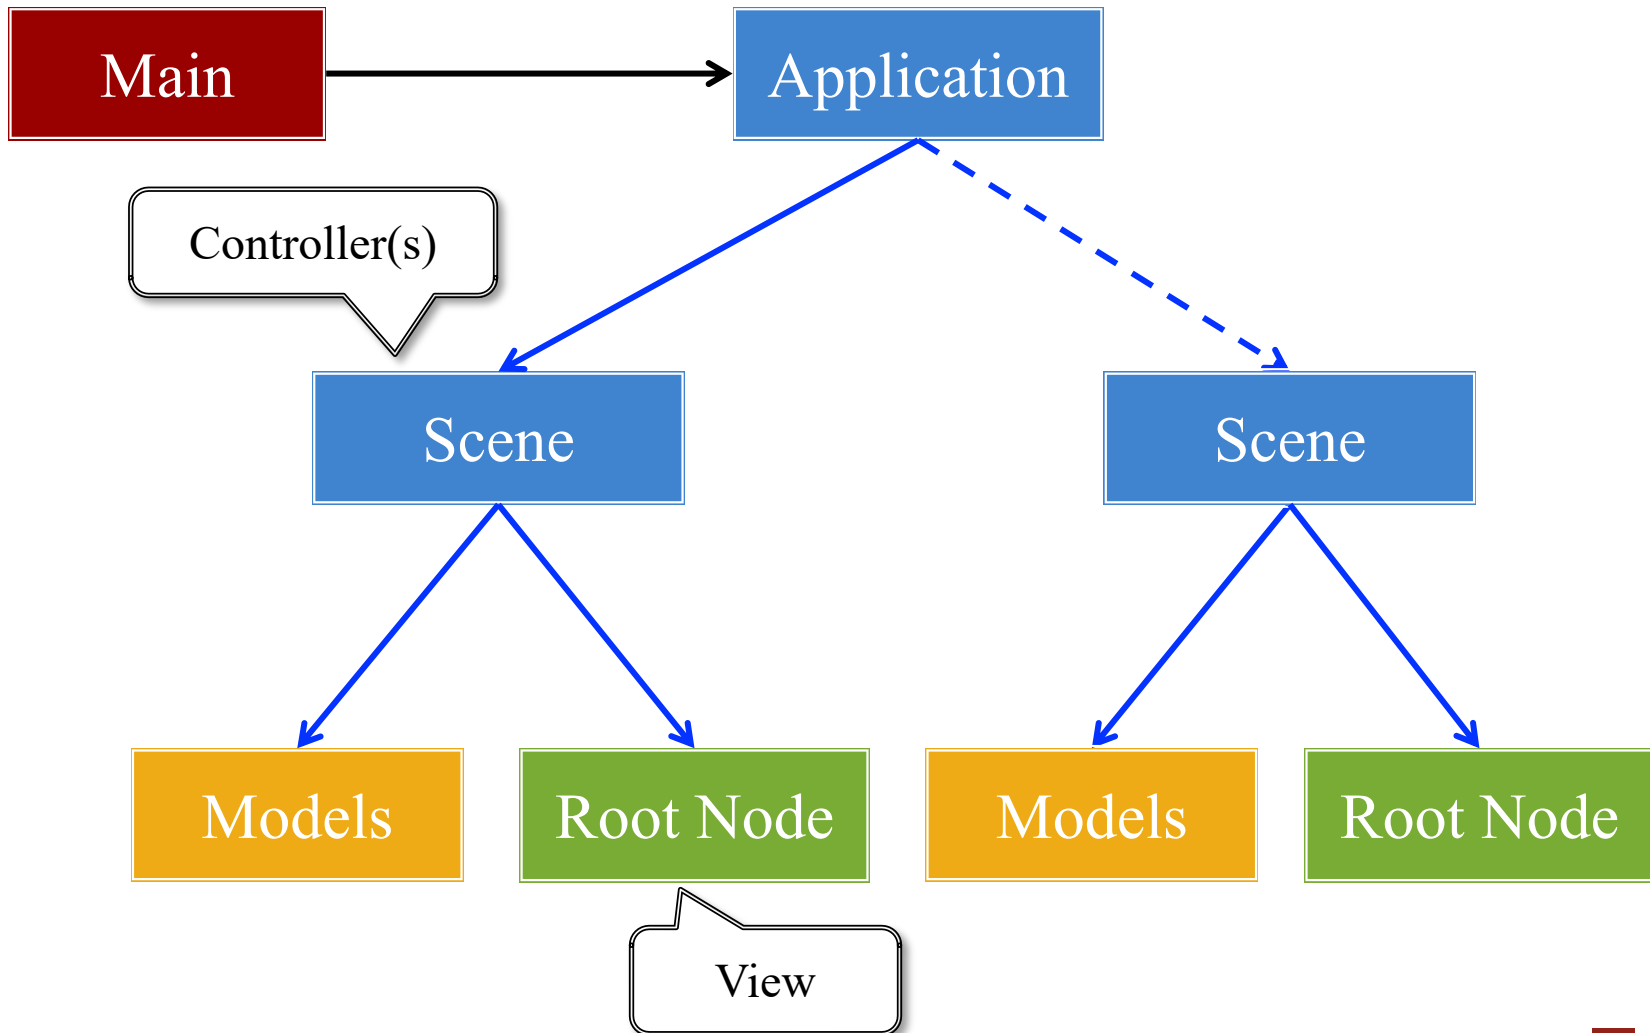 Main
Application
Controller(s)
Scene
Scene
Models
Root Node
Models
Root Node
View